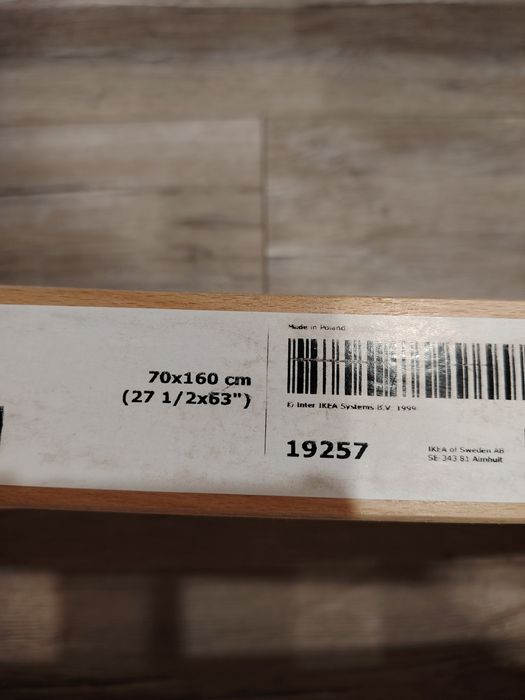 70x160 cm
(27 1/2x63")
Made in Poland
© Inter IKEA Systems B.V. 1999
19257
IKEA of Sweden AB
SE-343 81 Älmhult